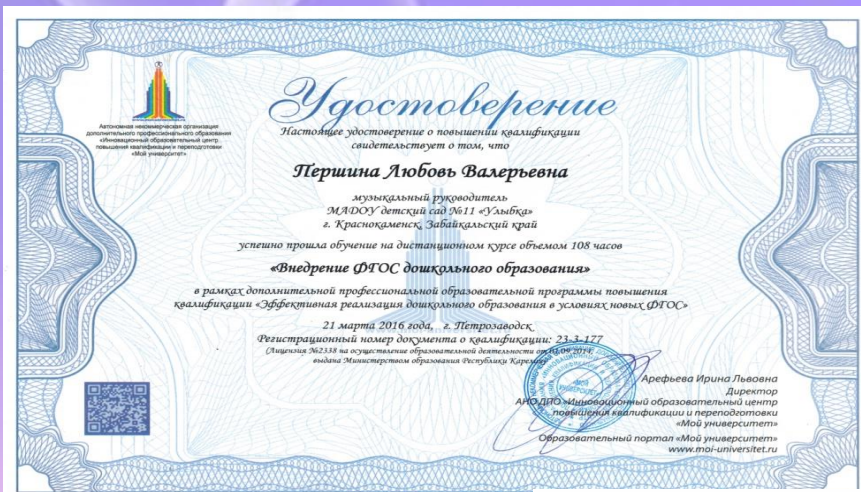 Автономная некоммерческая организация
дополнительного профессионального образования
«Инновационный образовательный центр
повышения квалификации и переподготовки
«Мой университет»
Удостоверение
Настоящее удостоверение о повышении квалификации
свидетельствует о том, что
Першина Любовь Валерьевна
музыкальный руководитель
МАДОУ детский сад №11 «Улыбка»
г. Краснокаменск, Забайкальский край
успешно прошла обучение на дистанционном курсе объемом 108 часов
«Внедрение ФГОС дошкольного образования»
в рамках дополнительной профессиональной образовательной программы повышения
квалификации «Эффективная реализация дошкольного образования в условиях новых ФГОС»
21 марта 2016 года, г. Петрозаводск
Регистрационный номер документа о квалификации: 23-3-177
(Лицензия №2338 на осуществление образовательной деятельности от 09.2014
выдана Министерством образования Республики Карелия)
Арефьева Ирина Львовна
Директор
АНО ДПО «Инновационный образовательный центр
повышения квалификации и переподготовки
«Мой университет»
Образовательный портал «Мой университет»
www.moi-universitet.ru